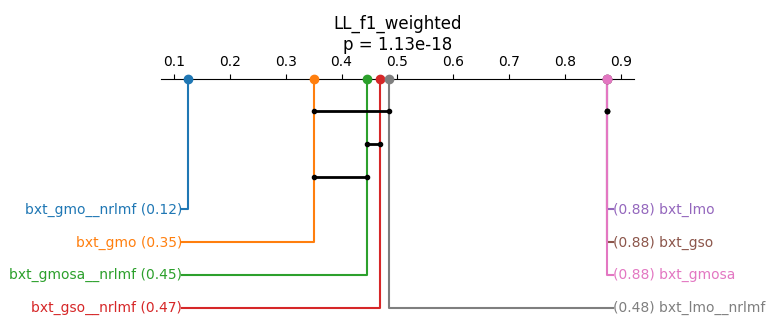 LL_f1_weighted
p = 1.13e-18
0.1 0.2 0.3 0.4 0.5 0.6 0.7 0.8 0.9
bxt_gmo__nrlmf (0.12) (0.88) bxt_lmo
bxt_gmo (0.35) (0.88) bxt_gso
bxt_gmosa__nrlmf (0.45) (0.88) bxt_gmosa
bxt_gso__nrlmf (0.47) (0.48) bxt_lmo__nrlmf